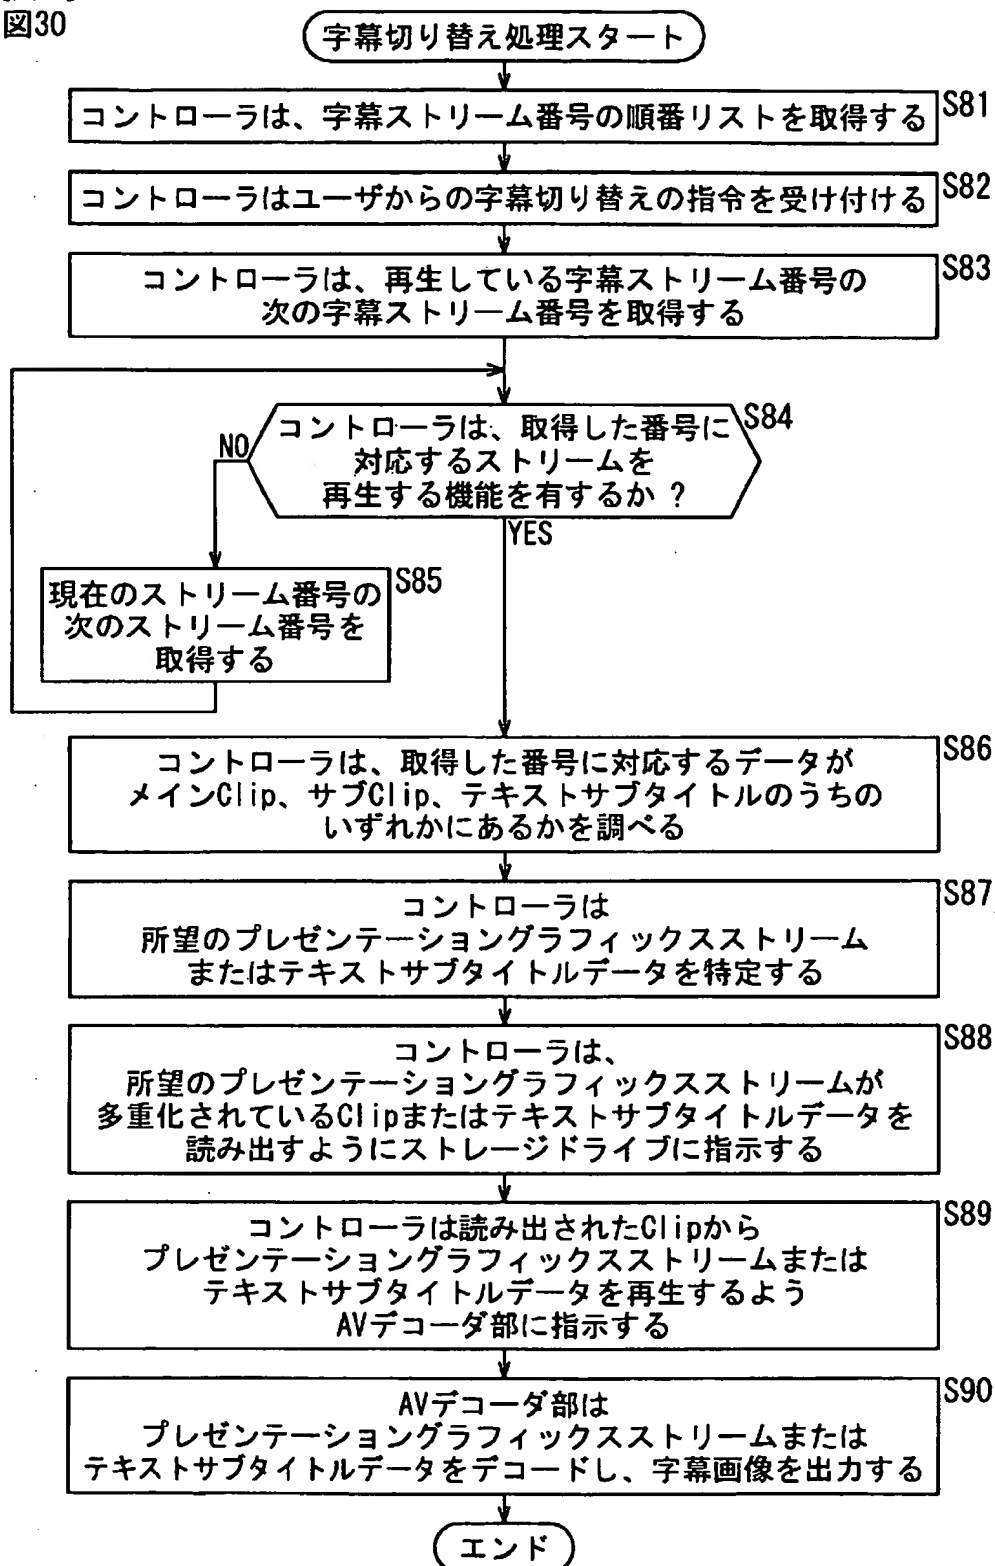 図30
字幕切り替え処理スタート
コントローラは、字幕ストリーム番号の順番リストを取得する
S81
コントローラはユーザからの字幕切り替えの指令を受け付ける
S82
コントローラは、再生している字幕ストリーム番号の
次の字幕ストリーム番号を取得する
S83
コントローラは、取得した番号に
対応するストリームを
再生する機能を有するか？
S84
NO
YES
現在のストリーム番号の
次のストリーム番号を
取得する
S85
コントローラは、取得した番号に対応するデータが
メインClip、サブClip、テキストサブタイトルのうちの
いずれかにあるかを調べる
S86
コントローラは
所望のプレゼンテーショングラフィックスストリーム
またはテキストサブタイトルデータを特定する
S87
コントローラは、
所望のプレゼンテーショングラフィックスストリームが
多重化されているClipまたはテキストサブタイトルデータを
読み出すようにストレージドライブに指示する
S88
コントローラは読み出されたClipから
プレゼンテーショングラフィックスストリームまたは
テキストサブタイトルデータを再生するよう
AVデコーダ部に指示する
S89
AVデコーダ部は
プレゼンテーショングラフィックスストリームまたは
テキストサブタイトルデータをデコードし、字幕画像を出力する
S90
エンド